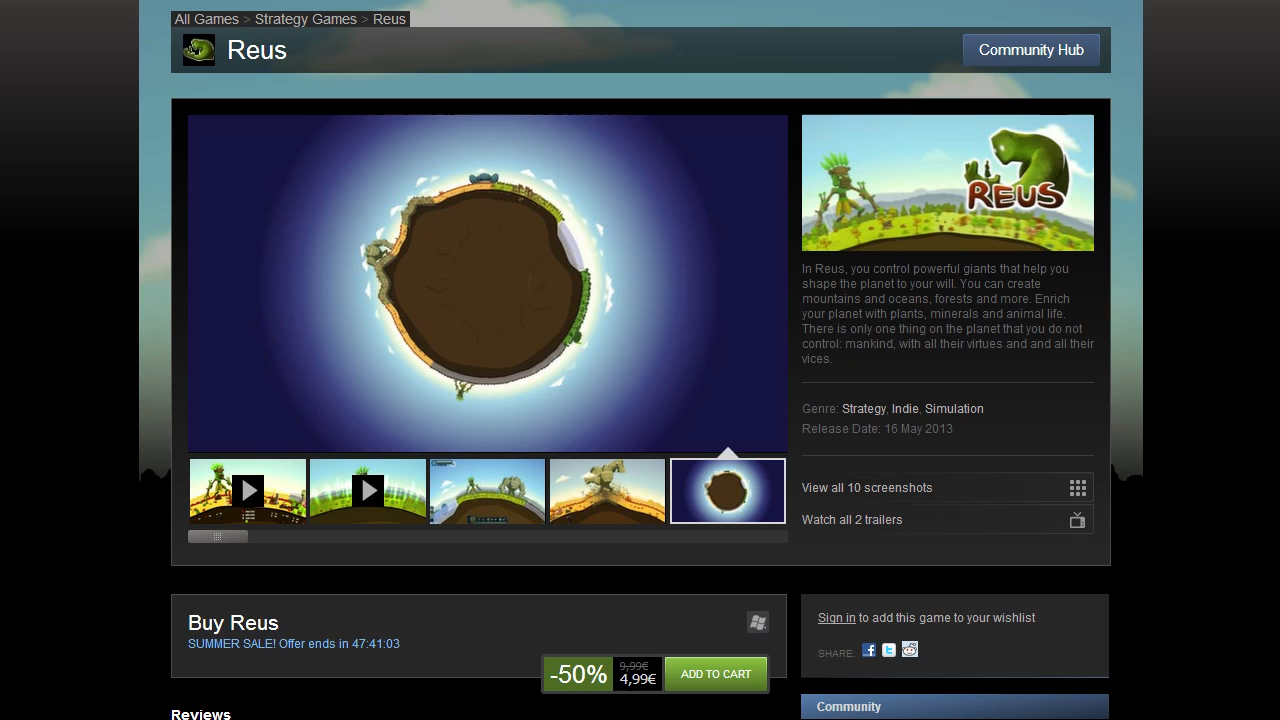 All Games > Strategy Games > Reus
Reus
Community Hub
REUS
In Reus, you control powerful giants that help you
shape the planet to your will. You can create
mountains and oceans, forests and more. Enrich
your planet with plants, minerals and animal life.
There is only one thing on the planet that you do not
control: mankind, with all their virtues and and all their
vices.
Genre: Strategy, Indie, Simulation
Release Date: 16 May 2013
View all 10 screenshots
Watch all 2 trailers
Buy Reus
SUMMER SALE! Offer ends in 47:41:03
-50%
9,99€
4,99€
ADD TO CART
Sign in to add this game to your wishlist
SHARE:
Community
Reviews